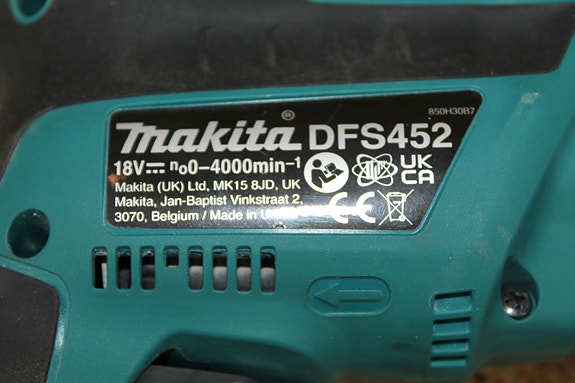 850H30B7
makita® DFS452
18V⎓ n₀0-4000min⁻¹
Makita (UK) Ltd, MK15 8JD, UK
Makita, Jan-Baptist Vinkstraat 2,
3070, Belgium / Made in
UK
CA
CE